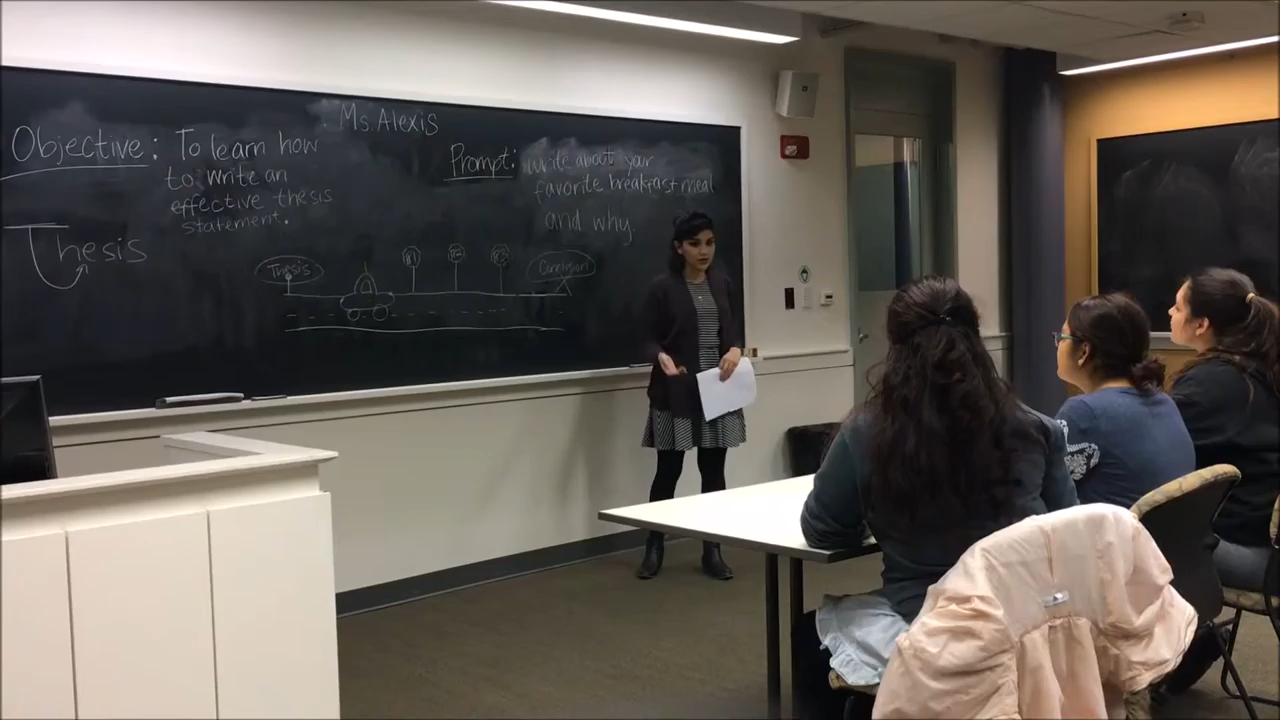 Ms. Alexis
Objective: To learn how
to write an
effective thesis
statement.
Thesis
Prompt: write about your
favorite breakfast meal
and why.
Thesis
Conclusion